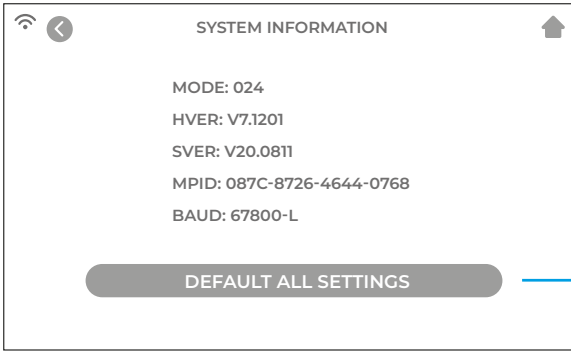 SYSTEM INFORMATION
MODE: 024
HVER: V7.1201
SVER: V20.0811
MPID: 087C-8726-4644-0768
BAUD: 67800-L
DEFAULT ALL SETTINGS